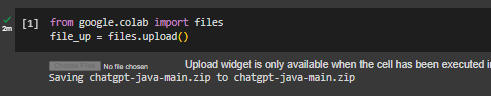 [1] from google.colab import files
2m file_up = files.upload()
Choose Files No file chosen Upload widget is only available when the cell has been executed i
Saving chatgpt-java-main.zip to chatgpt-java-main.zip